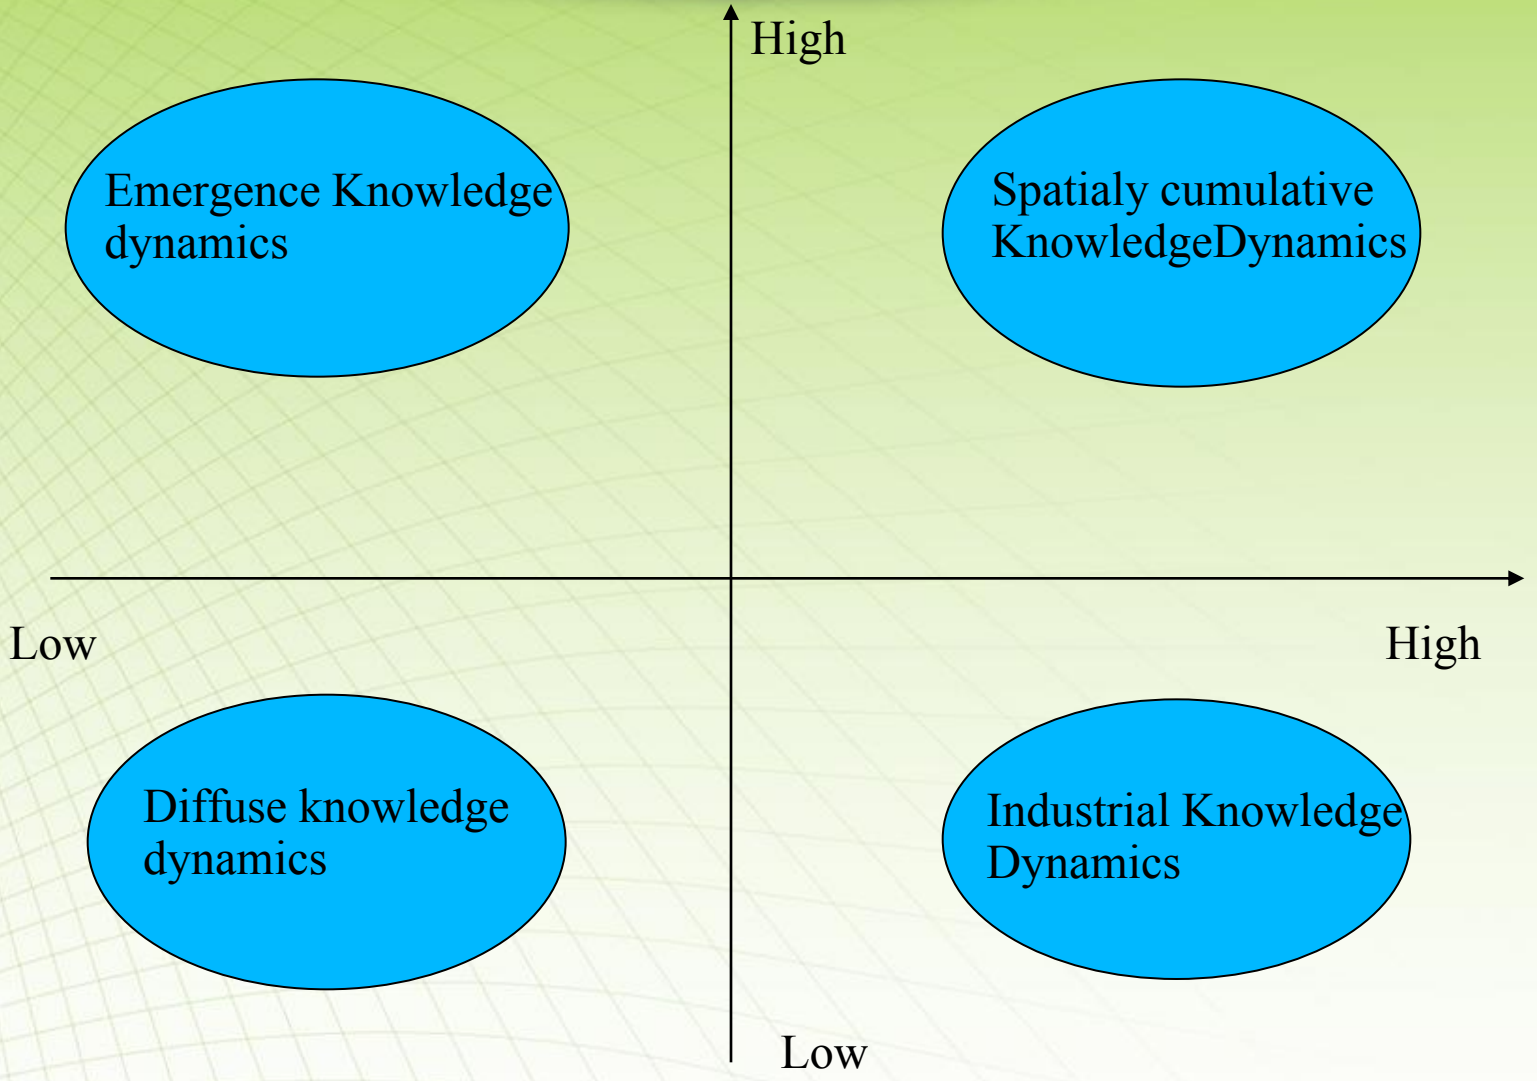 High
Emergence Knowledge
dynamics
Spatialy cumulative
KnowledgeDynamics
Low
High
Diffuse knowledge
dynamics
Industrial Knowledge
Dynamics
Low